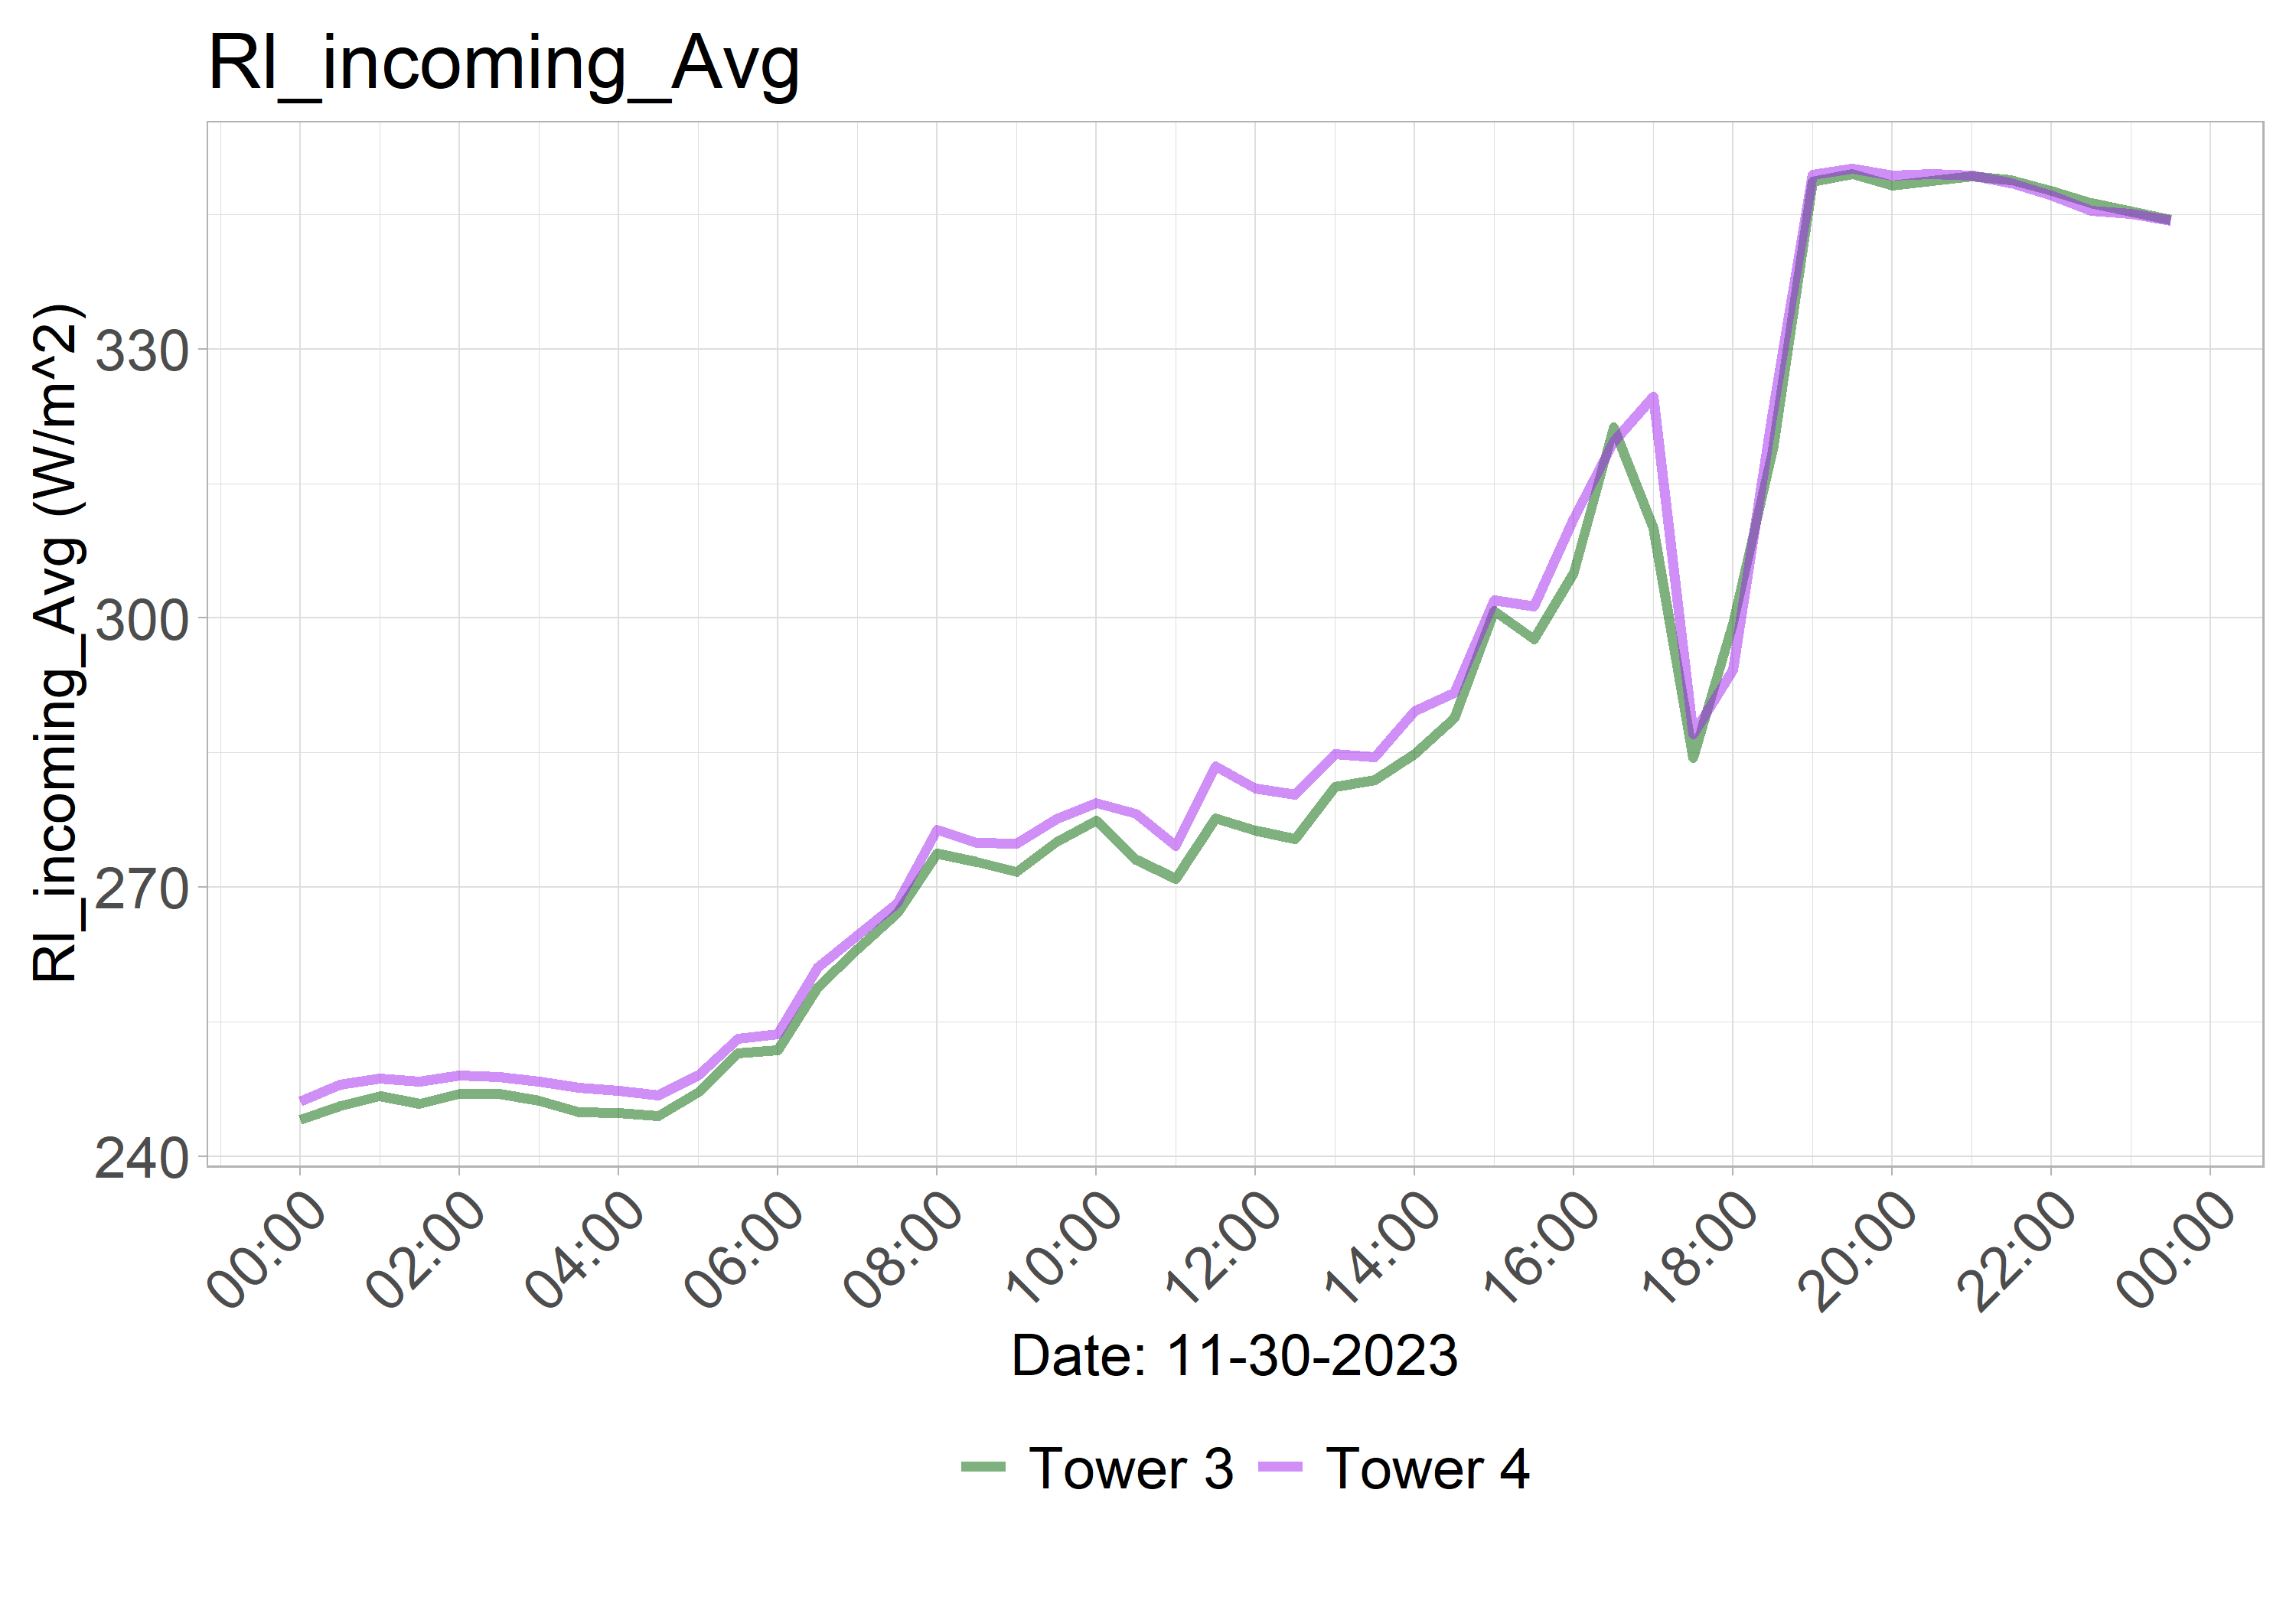 Rl_incoming_Avg
Rl_incoming_Avg (W/m^2)
330
300
270
240
00:00 02:00 04:00 06:00 08:00 10:00 12:00 14:00 16:00 18:00 20:00 22:00 00:00
Date: 11-30-2023
Tower 3 Tower 4